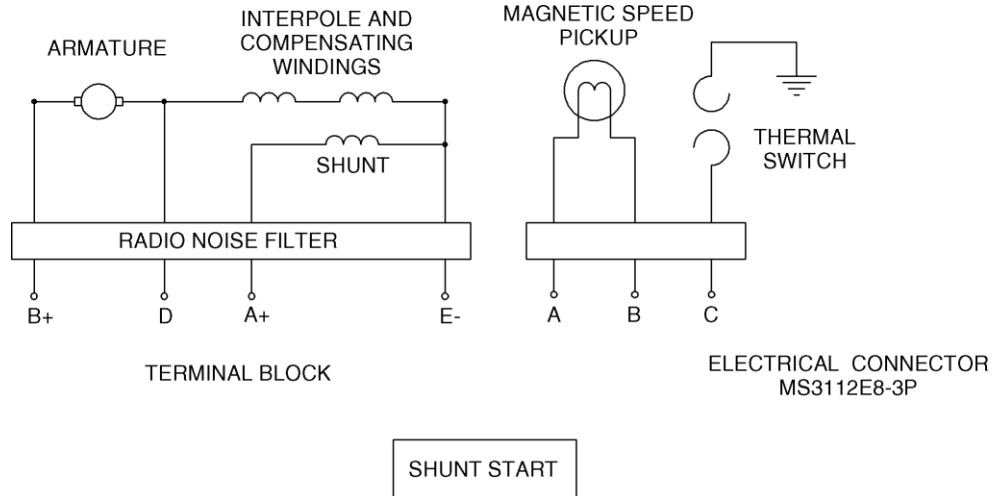 ARMATURE
INTERPOLE AND
COMPENSATING
WINDINGS
SHUNT
RADIO NOISE FILTER
B+
D
A+
E-
TERMINAL BLOCK
MAGNETIC SPEED
PICKUP
THERMAL
SWITCH
A
B
C
ELECTRICAL CONNECTOR
MS3112E8-3P
SHUNT START